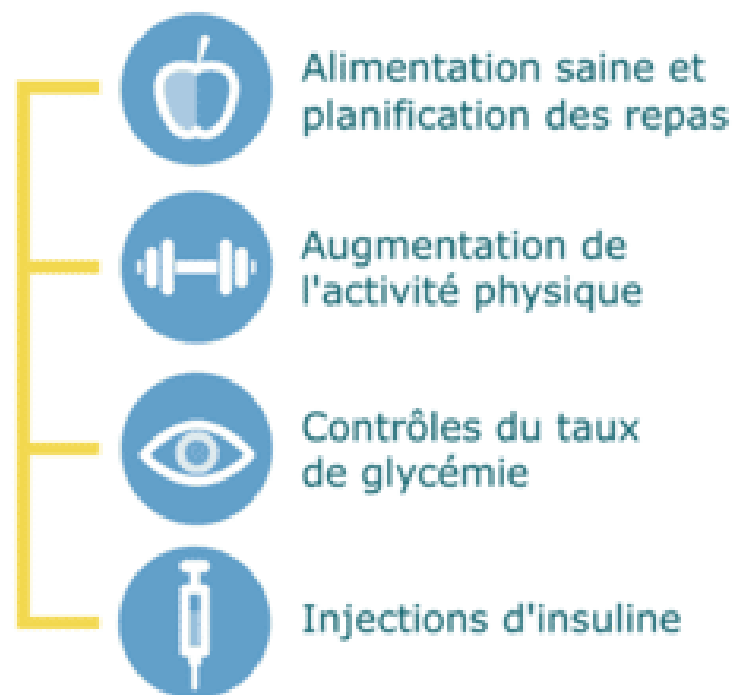 Alimentation saine et
planification des repas
Augmentation de
l'activité physique
Contrôles du taux
de glycémie
Injections d'insuline